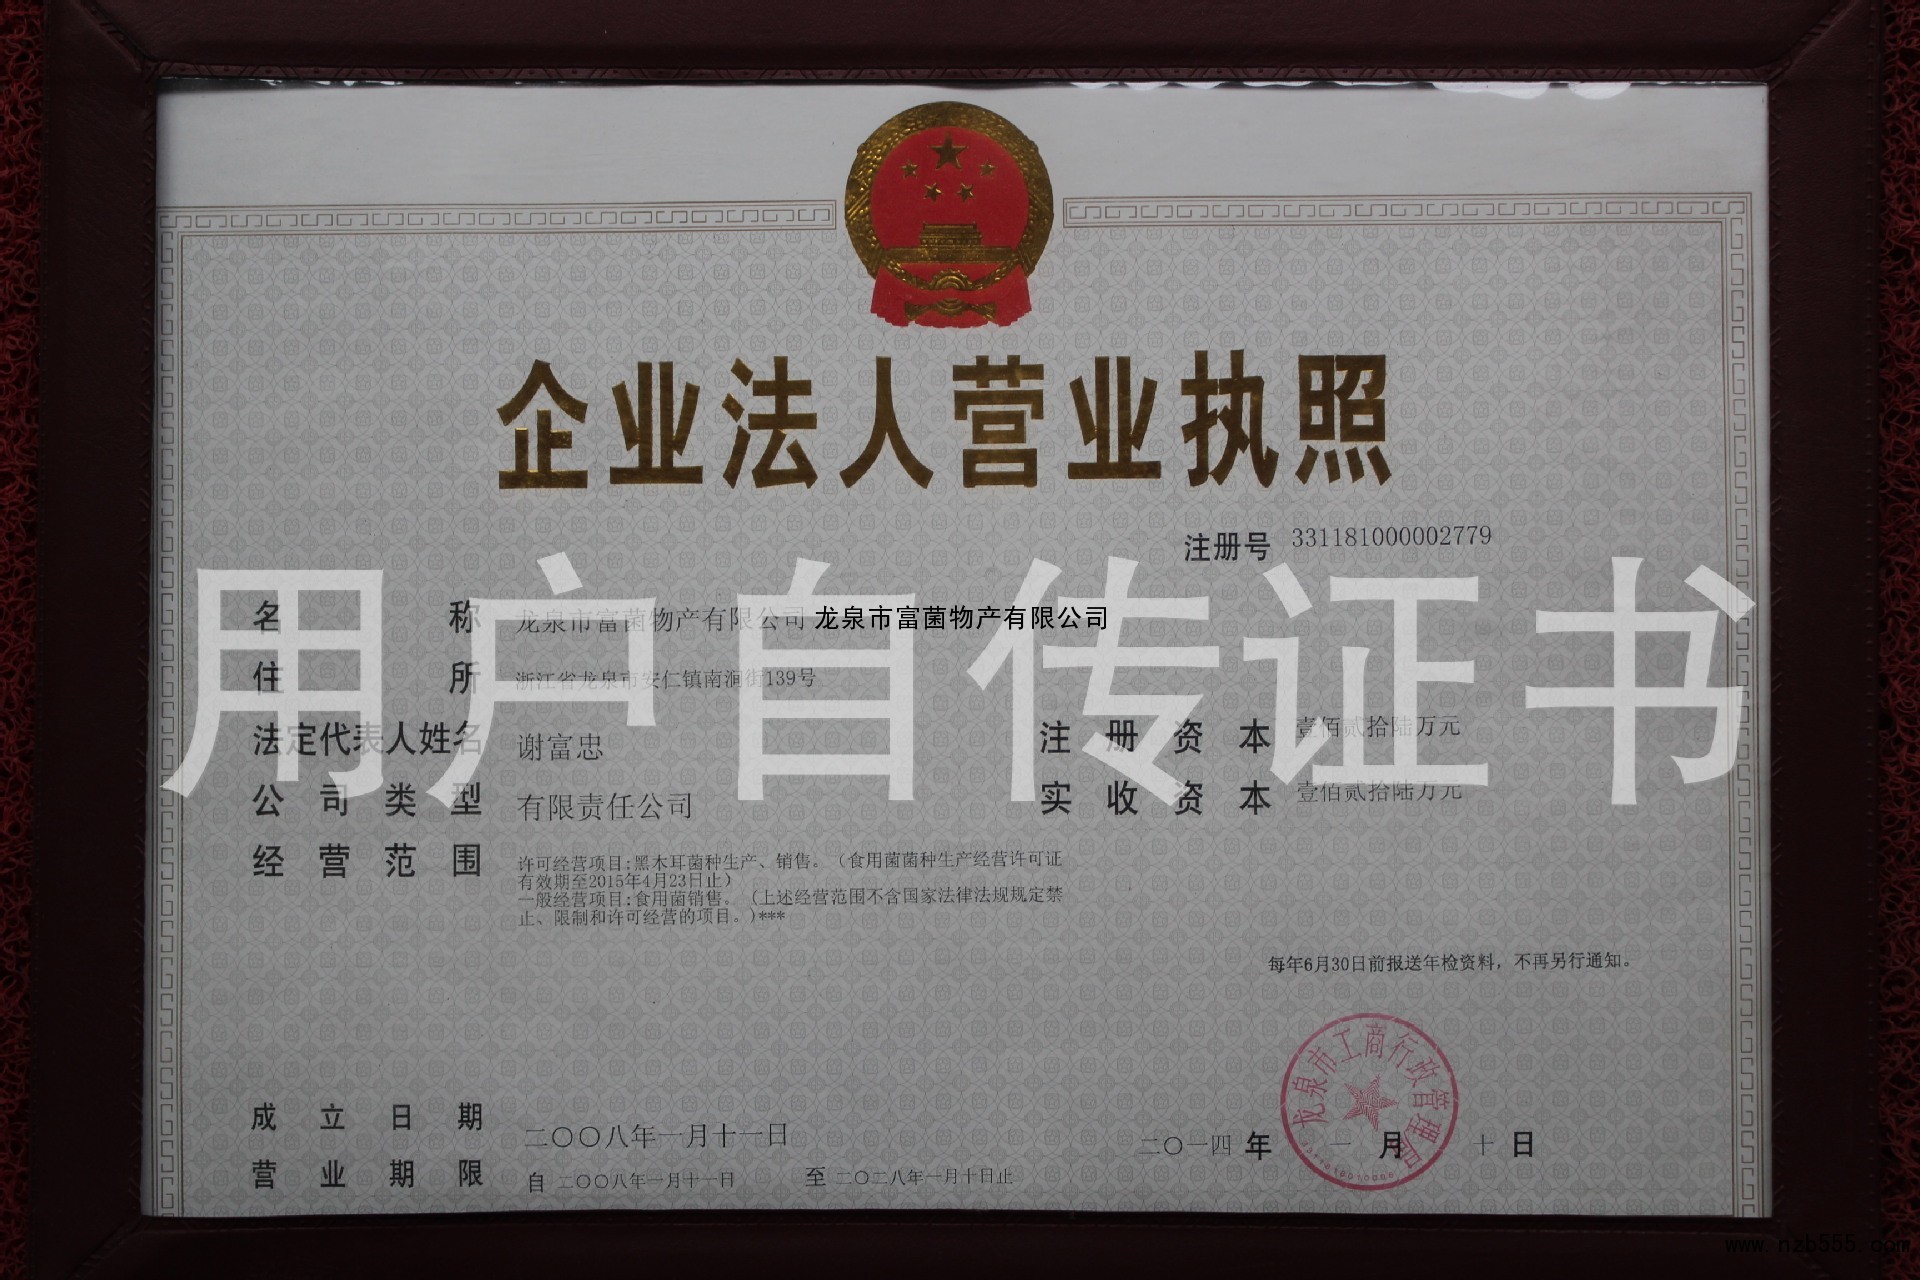 企业法人营业执照
注册号 331181000002779
用户自传证书
名称 龙泉市富菌物产有限公司 龙泉市富菌物产有限公司
住所 浙江省龙泉市安仁镇南涧街139号
法定代表人姓名 谢富忠
注册资本 壹佰贰拾陆万元
公司类型 有限责任公司
实收资本 壹佰贰拾陆万元
经营范围 许可经营项目:黑木耳菌种生产、销售。（食用菌菌种生产经营许可证
有效期至2015年4月23日止）
一般经营项目:食用菌销售。（上述经营范围不含国家法律法规规定禁
止、限制和许可经营的项目。)***
每年6月30日前报送年检资料，不再另行通知。
龙泉市工商行政管理局
成立日期 二〇〇八年一月十一日
二〇一四年一月十日
营业期限 自二〇〇八年一月十一日 至二〇二八年一月十日止
www.nzb555.com